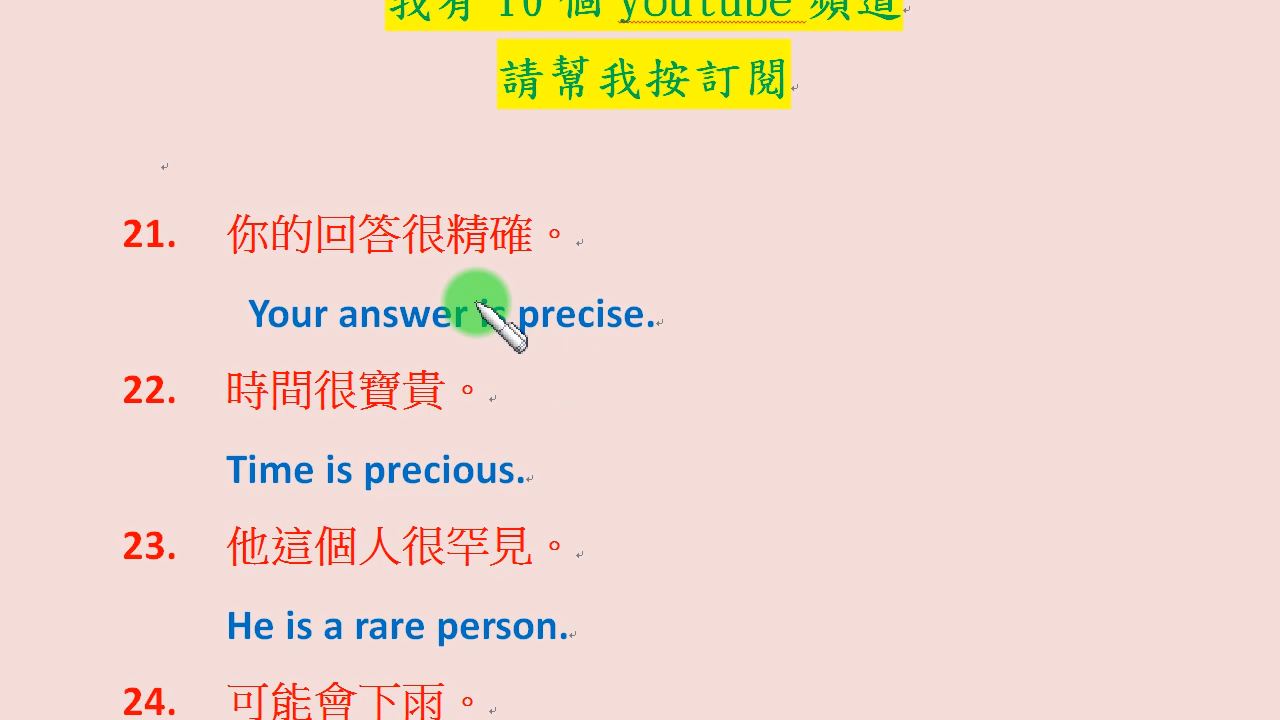 我有 10 個 youtube 頻道
請幫我按訂閱
21. 你的回答很精確。
Your answer is precise.
22. 時間很寶貴。
Time is precious.
23. 他這個人很罕見。
He is a rare person.
24. 可能會下雨。